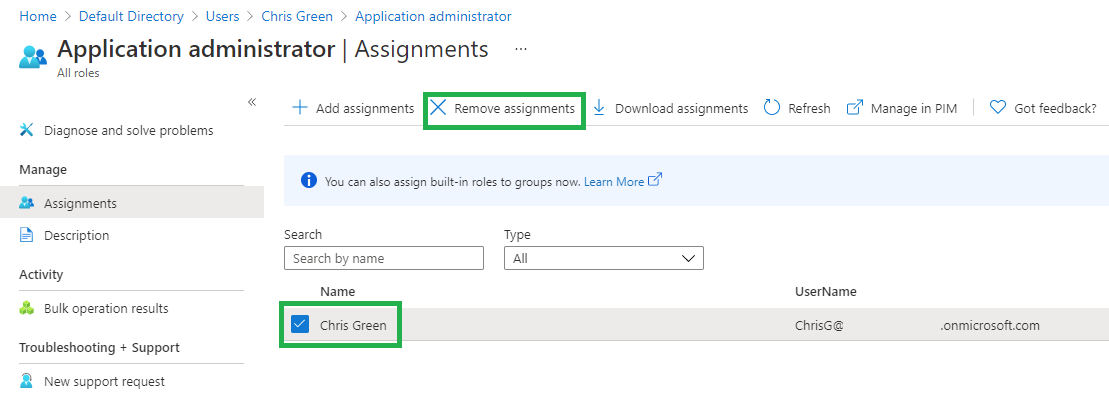 Home > Default Directory > Users > Chris Green > Application administrator
Application administrator | Assignments ...
All roles
«
Diagnose and solve problems
Manage
Assignments
Description
Activity
Bulk operation results
Troubleshooting + Support
New support request
Add assignments Remove assignments Download assignments Refresh Manage in PIM Got feedback?
You can also assign built-in roles to groups now. Learn More
Search Type
Search by name All
Name UserName
Chris Green ChrisG@ .onmicrosoft.com